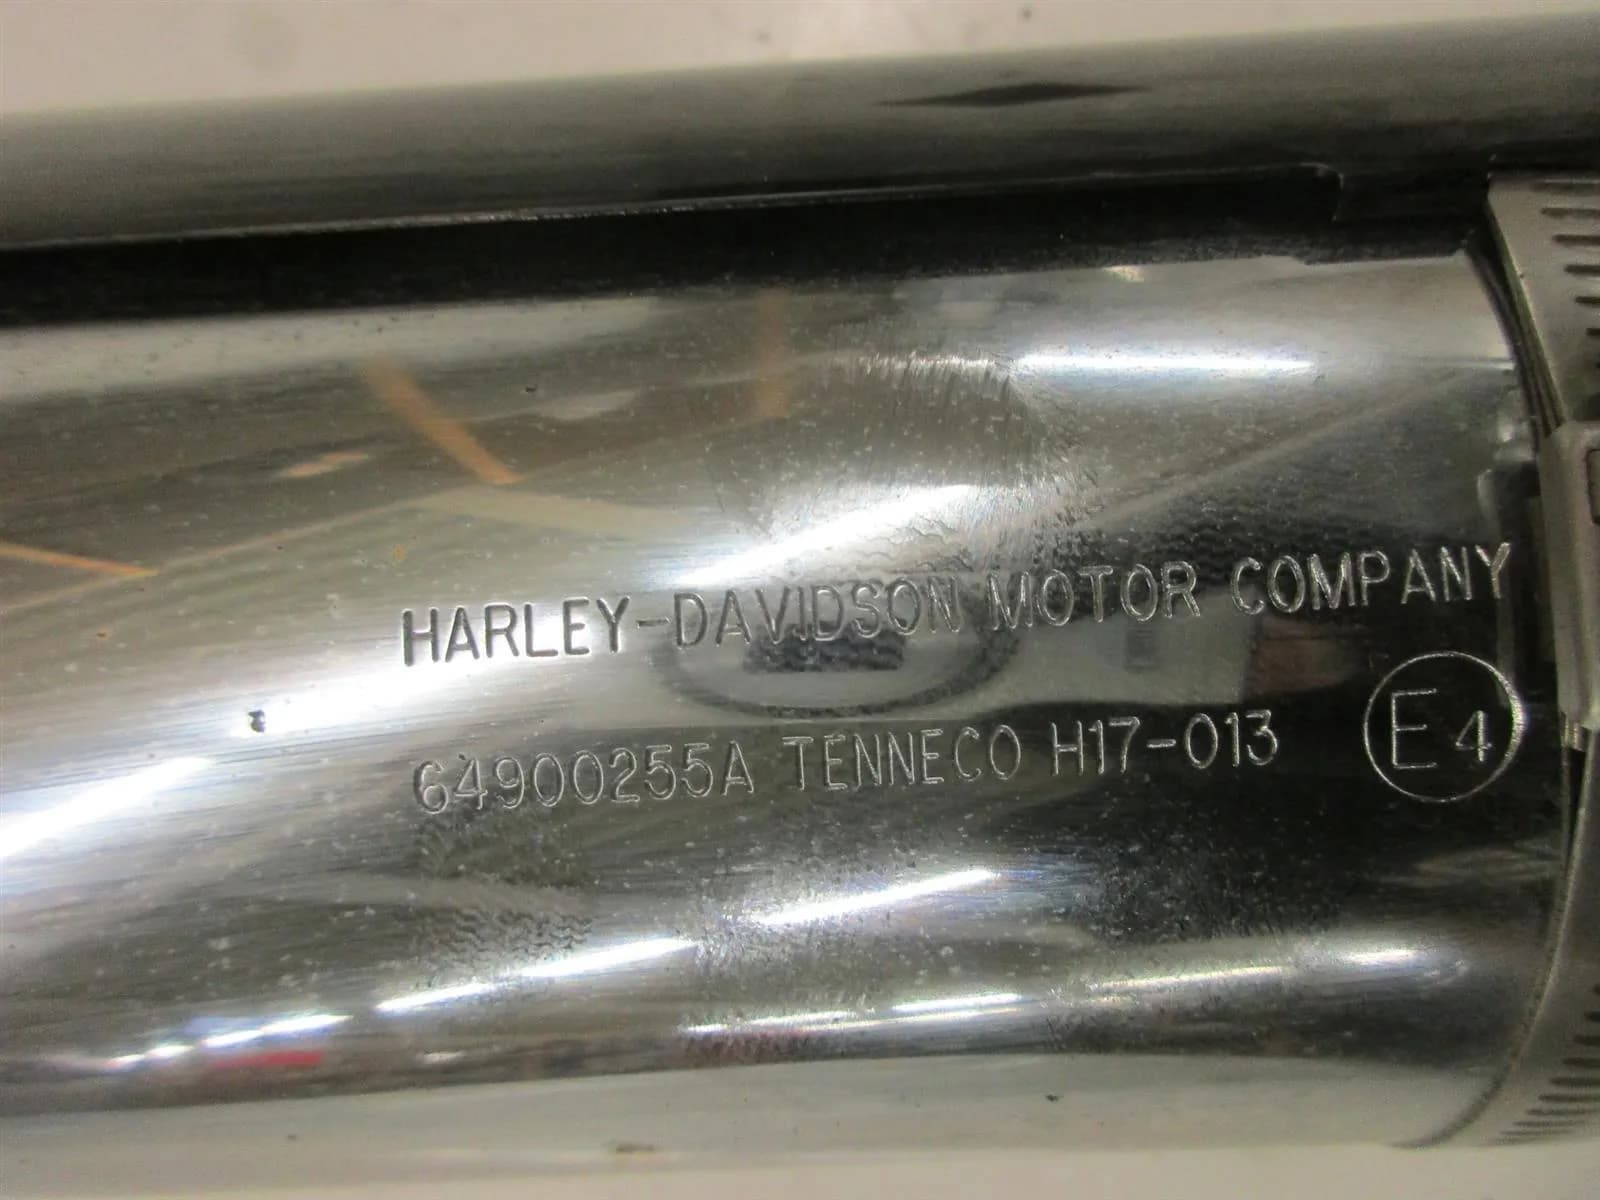 HARLEY-DAVIDSON MOTOR COMPANY
64900255A TENNECO H17-013 E4